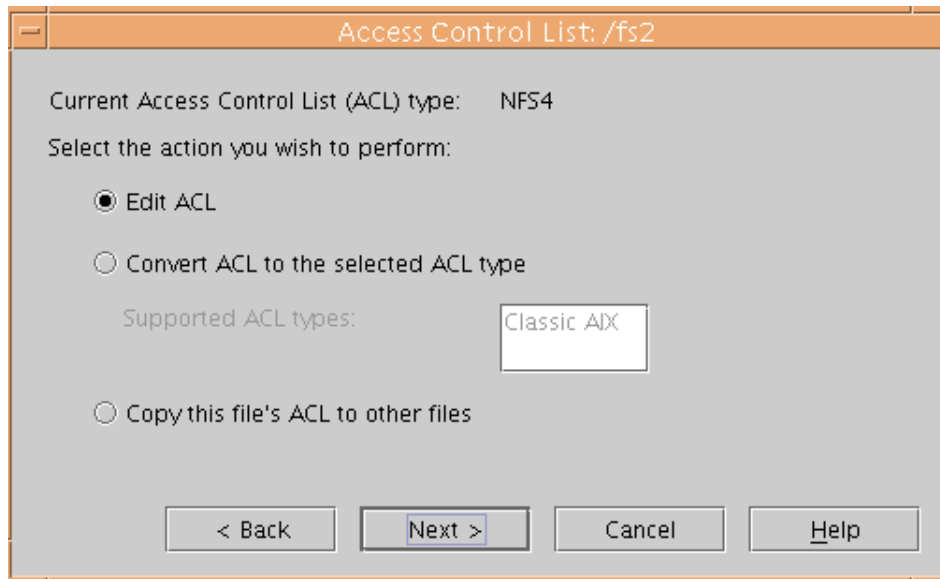 Access Control List: /fs2
Current Access Control List (ACL) type: NFS4
Select the action you wish to perform:
Edit ACL
Convert ACL to the selected ACL type
Supported ACL types: Classic AIX
Copy this file's ACL to other files
< Back Next > Cancel Help